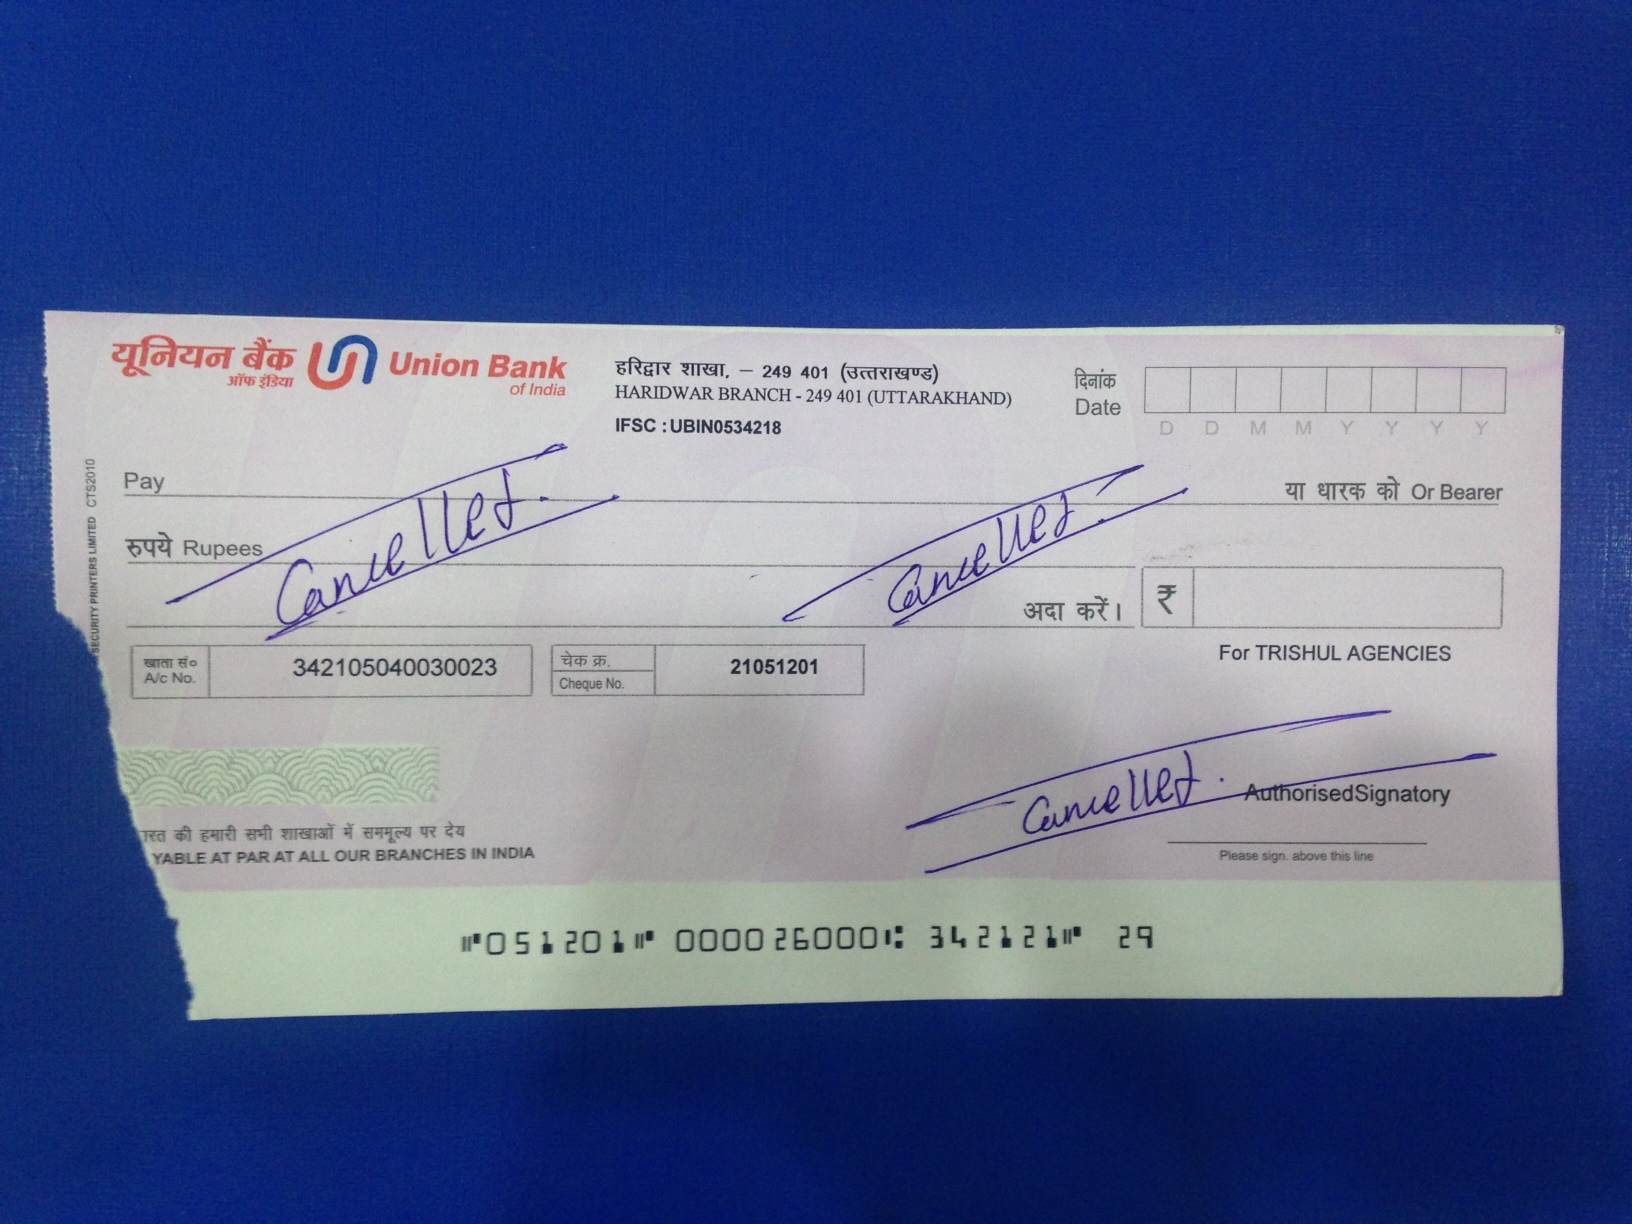 यूनियन बैंक Union Bank
ऑफ इंडिया of India
हरिद्वार शाखा, – 249 401 (उत्तराखण्ड)
HARIDWAR BRANCH - 249 401 (UTTARAKHAND)
IFSC : UBIN0534218
दिनांक
Date
D D M M Y Y Y Y
SECURITY PRINTERS LIMITED CTS2010
Pay
या धारक को Or Bearer
रुपये Rupees
Cancelled.
Cancelled.
अदा करें।
₹
खाता सं०
A/c No.
342105040030023
चेक क्र.
Cheque No.
21051201
For TRISHUL AGENCIES
Cancelled.
Authorised Signatory
Please sign. above this line
रत की हमारी सभी शाखाओं में सममूल्य पर देय
YABLE AT PAR AT ALL OUR BRANCHES IN INDIA
⑈051201⑈ 000026000⑆ 342121⑈ 29